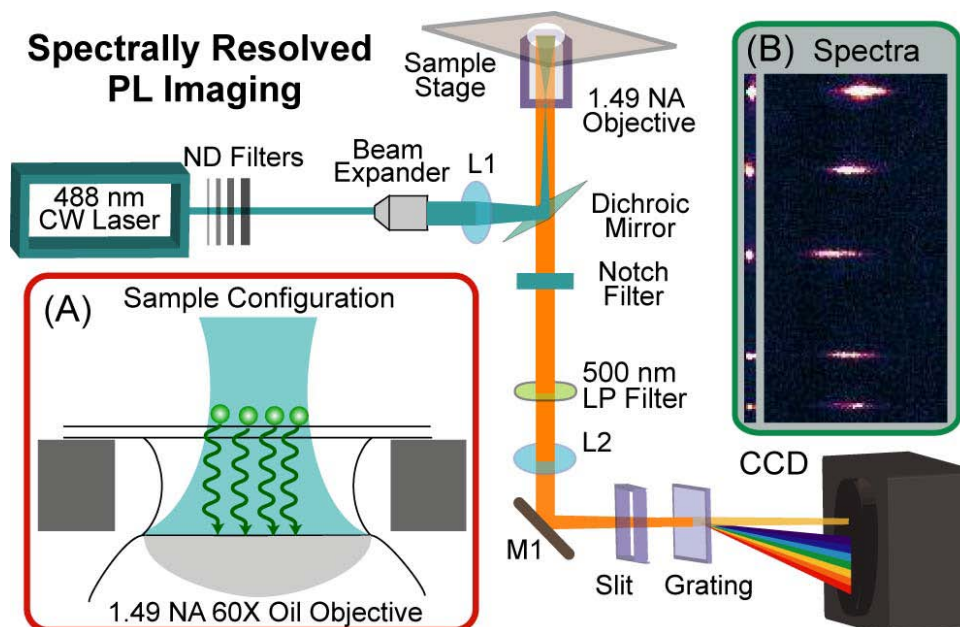 Spectrally Resolved
PL Imaging
Sample
Stage
1.49 NA
Objective
(B) Spectra
ND Filters
Beam
Expander
L1
488 nm
CW Laser
Dichroic
Mirror
Notch
Filter
500 nm
LP Filter
L2
M1
Slit
Grating
CCD
(A)
Sample Configuration
1.49 NA 60X Oil Objective